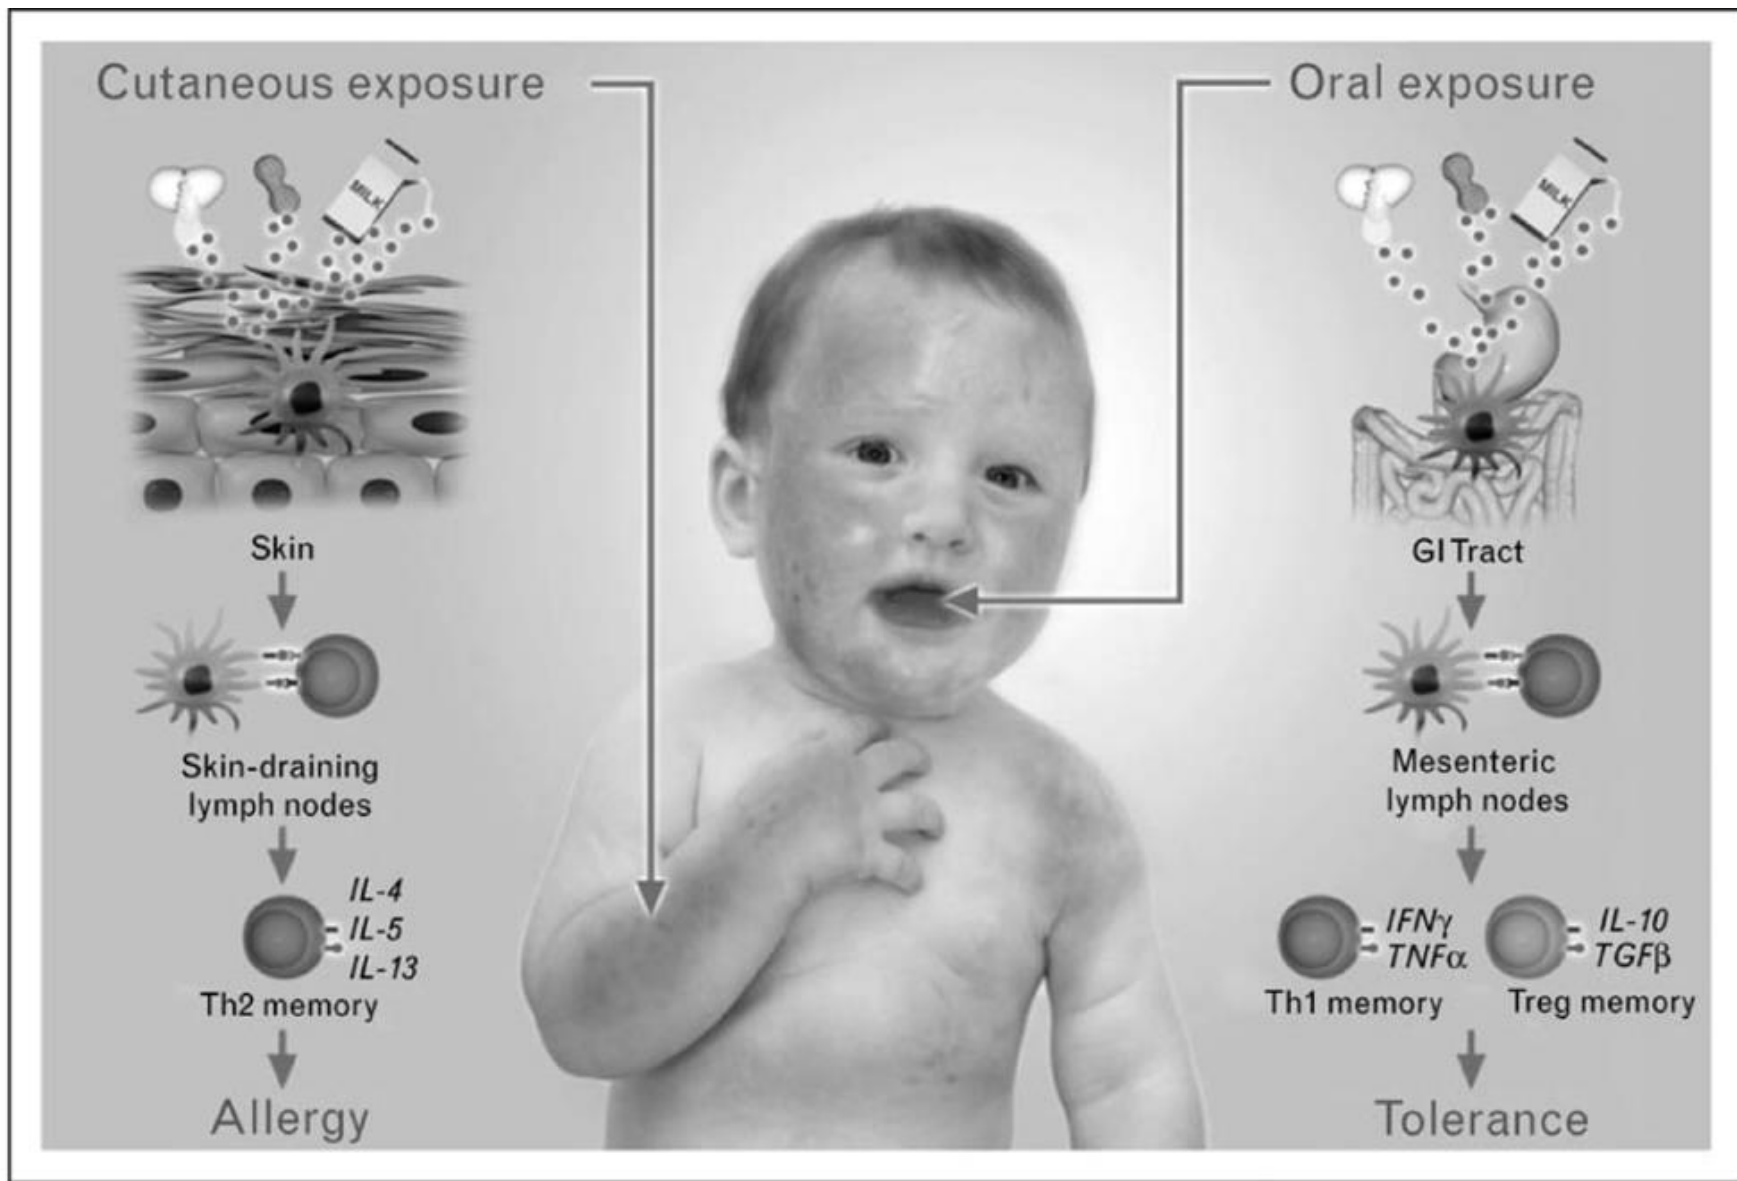 Cutaneous exposure
MILK
Skin
Skin-draining
lymph nodes
IL-4
IL-5
IL-13
Th2 memory
Allergy
Oral exposure
MILK
GI Tract
Mesenteric
lymph nodes
IFNγ
TNFα
IL-10
TGFβ
Th1 memory
Treg memory
Tolerance